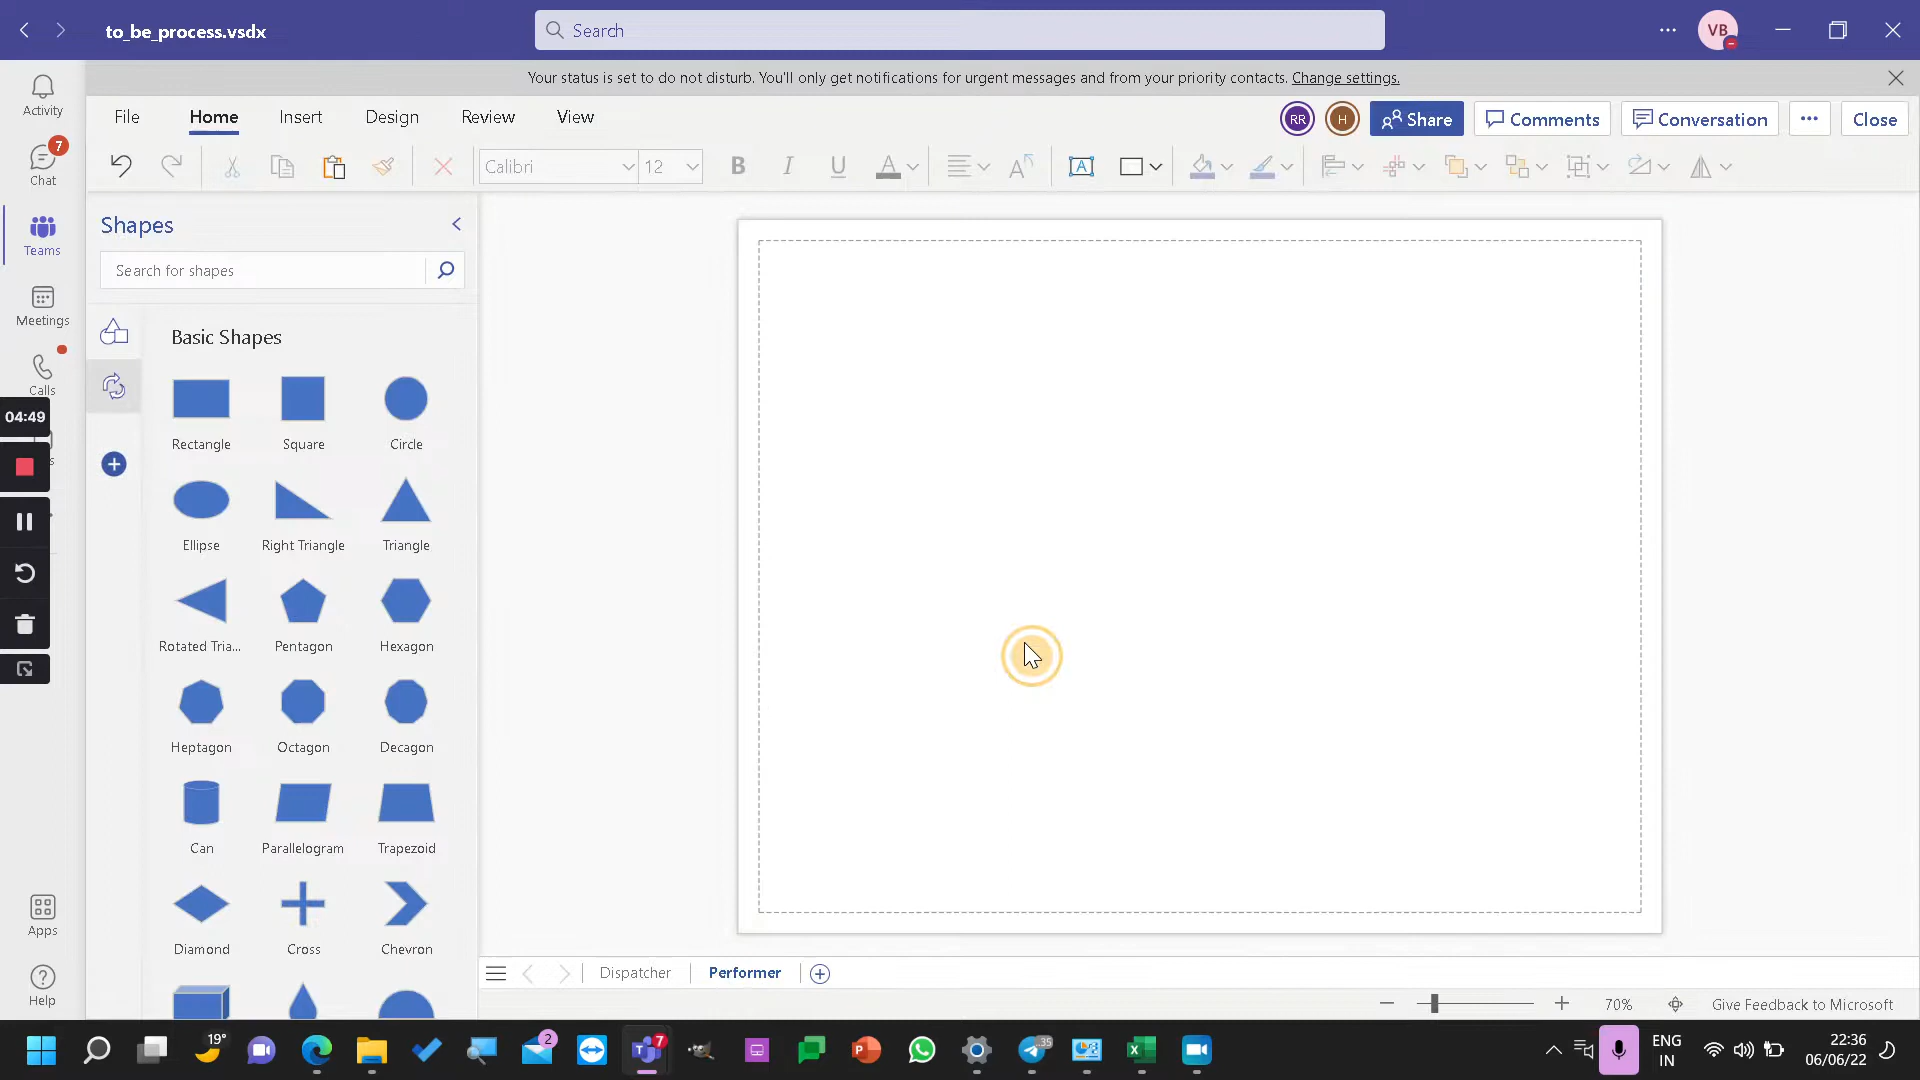 to_be_process.vsdx
Search
VB
Your status is set to do not disturb. You'll only get notifications for urgent messages and from your priority contacts. Change settings.
Activity
7
Chat
Teams
Meetings
Calls
04:49
Apps
Help
File
Home
Insert
Design
Review
View
RR
H
Share
Comments
Conversation
Close
Calibri
12
B
I
U
A
A
A
Shapes
Search for shapes
Basic Shapes
Rectangle
Square
Circle
Ellipse
Right Triangle
Triangle
Rotated Tria...
Pentagon
Hexagon
Heptagon
Octagon
Decagon
Can
Parallelogram
Trapezoid
Diamond
Cross
Chevron
Dispatcher
Performer
70%
Give Feedback to Microsoft
19°
2
7
35
ENG
IN
22:36
06/06/22